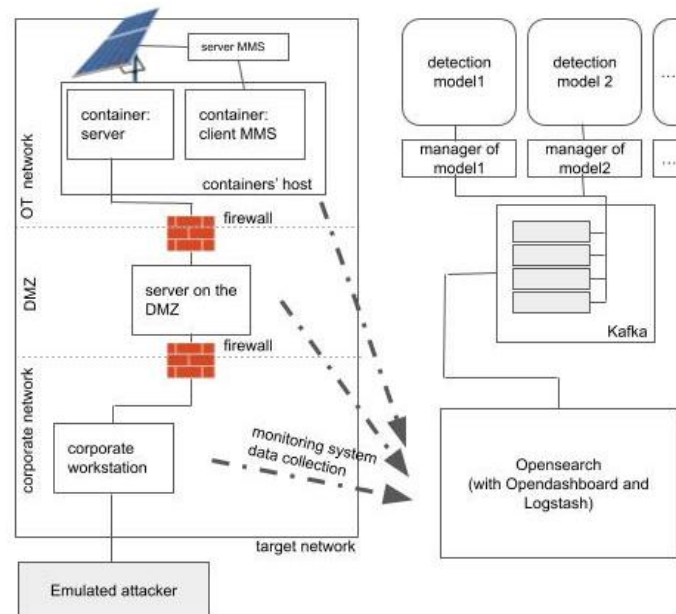 server MMS
container:
server
container:
client MMS
containers' host
OT network
firewall
DMZ
server on the
DMZ
firewall
corporate network
corporate
workstation
monitoring system
data collection
target network
Emulated attacker
detection
model1
detection
model 2
...
manager of
model1
manager of
model2
...
Kafka
Opensearch
(with Opendashboard and
Logstash)